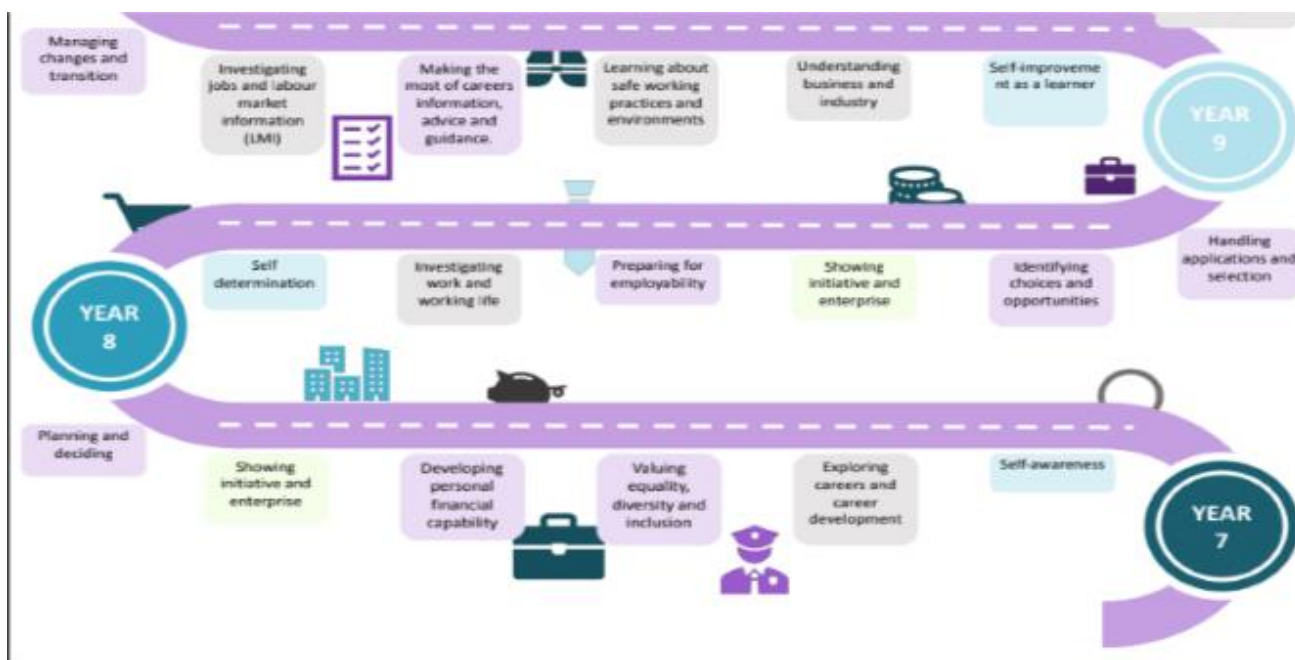 Managing
changes and
transition
Investigating
jobs and labour
market
information
(LMI)
Making the
most of careers
information,
advice and
guidance.
Learning about
safe working
practices and
environments
Understanding
business and
industry
Self-improveme
nt as a learner
YEAR
9
Handling
applications and
selection
Self
determination
Investigating
work and
working life
Preparing for
employability
Showing
initiative and
enterprise
Identifying
choices and
opportunities
YEAR
8
Planning and
deciding
Showing
initiative and
enterprise
Developing
personal
financial
capability
Valuing
equality,
diversity and
inclusion
Exploring
careers and
career
development
Self-awareness
YEAR
7